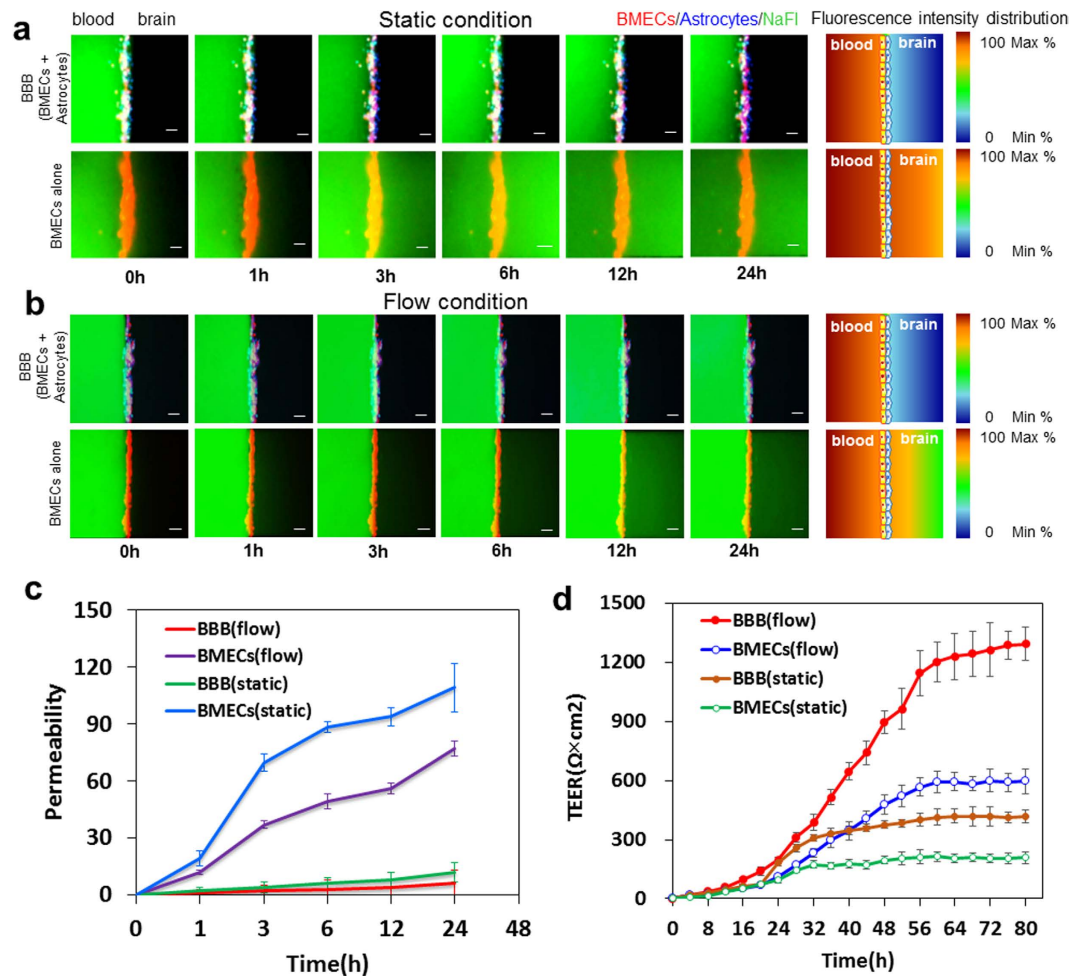 a
blood brain
Static condition
BMECs/Astrocytes/NaFl
Fluorescence intensity distribution
BBB
(BMECs +
Astrocytes)
blood brain
100 Max %
0 Min %
BMECs alone
blood brain
100 Max %
0 Min %
0h 1h 3h 6h 12h 24h
b
Flow condition
BBB
(BMECs +
Astrocytes)
blood brain
100 Max %
0 Min %
BMECs alone
blood brain
100 Max %
0 Min %
0h 1h 3h 6h 12h 24h
c
Permeability
150
120
90
60
30
0
BBB(flow)
BMECs(flow)
BBB(static)
BMECs(static)
0 1 3 6 12 24 48
Time(h)
d
TEER(Ω×cm2)
1500
1200
900
600
300
0
BBB(flow)
BMECs(flow)
BBB(static)
BMECs(static)
0 8 16 24 32 40 48 56 64 72 80
Time(h)